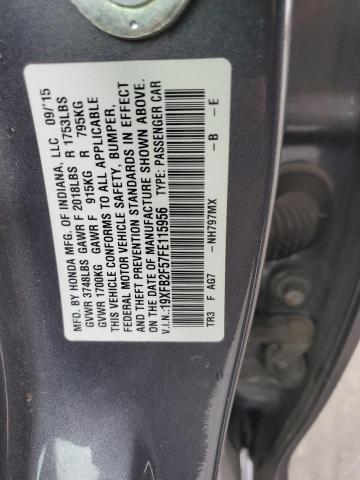 MFD. BY HONDA MFG. OF INDIANA, LLC 09/'15
GVWR 3748LBS GAWR F 2018LBS R 1753LBS
GVWR 1700KG GAWR F 915KG R 795KG
THIS VEHICLE CONFORMS TO ALL APPLICABLE
FEDERAL MOTOR VEHICLE SAFETY, BUMPER,
AND THEFT PREVENTION STANDARDS IN EFFECT
ON THE DATE OF MANUFACTURE SHOWN ABOVE.
V.I.N.:19XFB2F57FE115956 TYPE: PASSENGER CAR
TR3 F AG7 -NH797MX -B -E